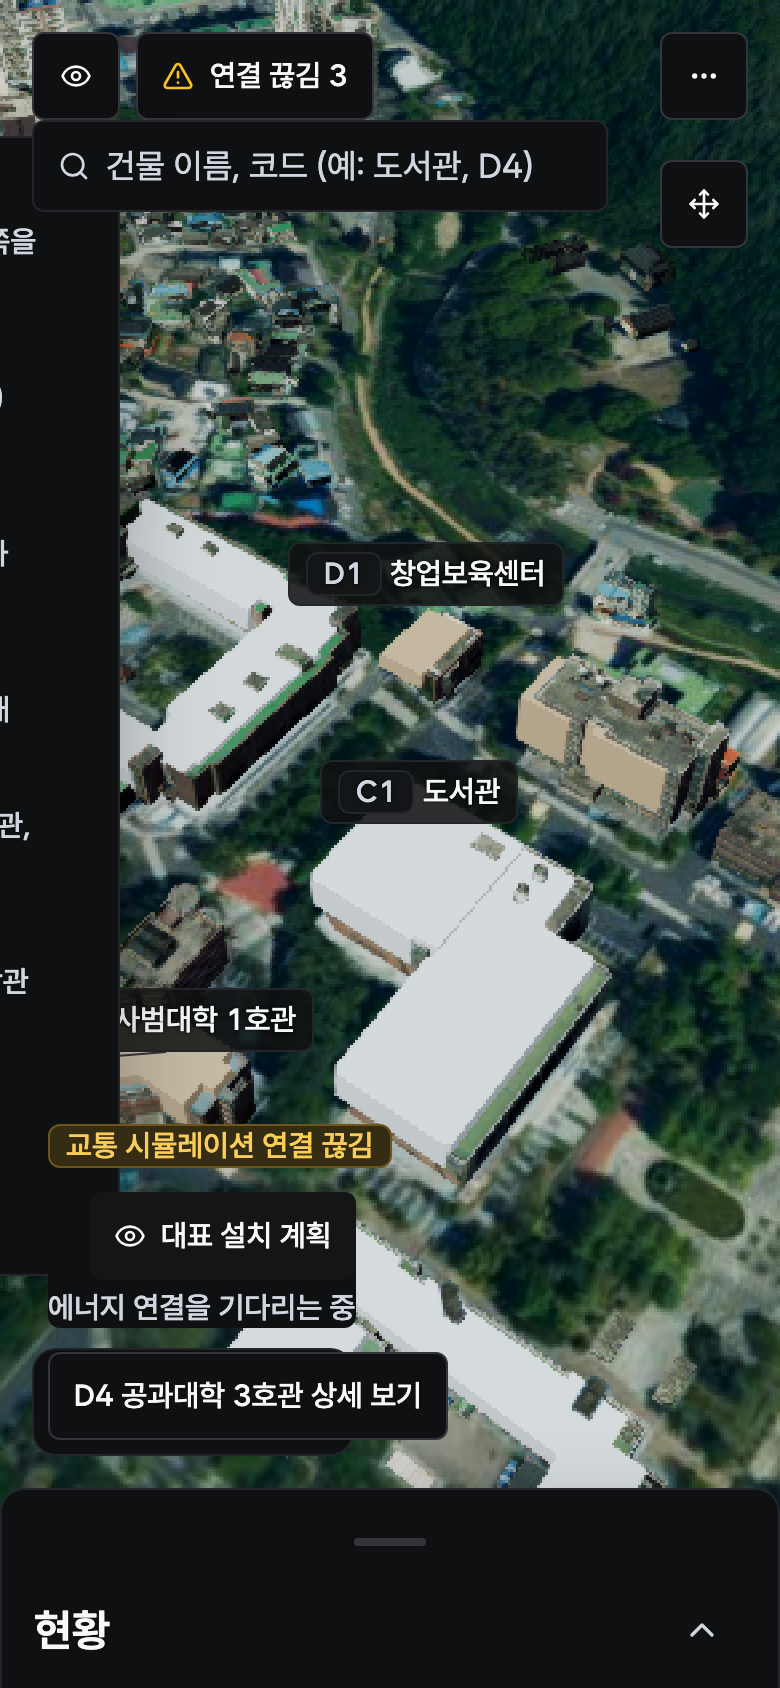 연결 끊김 3
건물 이름, 코드 (예: 도서관, D4)
쪽을
)
D1 창업보육센터
C1 도서관
관,
관
사범대학 1호관
교통 시뮬레이션 연결 끊김
대표 설치 계획
에너지 연결을 기다리는 중
D4 공과대학 3호관 상세 보기
현황